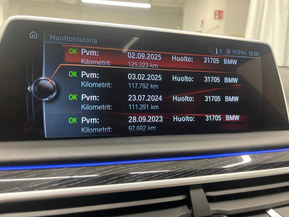 Huoltohistoria
OK Pvm: 02.09.2025 Huolto: 31705 BMW
Kilometrit: 125.223 km
OK Pvm: 03.02.2025 Huolto: 31705 BMW
Kilometrit: 117.792 km
OK Pvm: 23.07.2024 Huolto: 31705 BMW
Kilometrit: 111.291 km
OK Pvm: 28.09.2023 Huolto: 31705 BMW
Kilometrit: 97.692 km